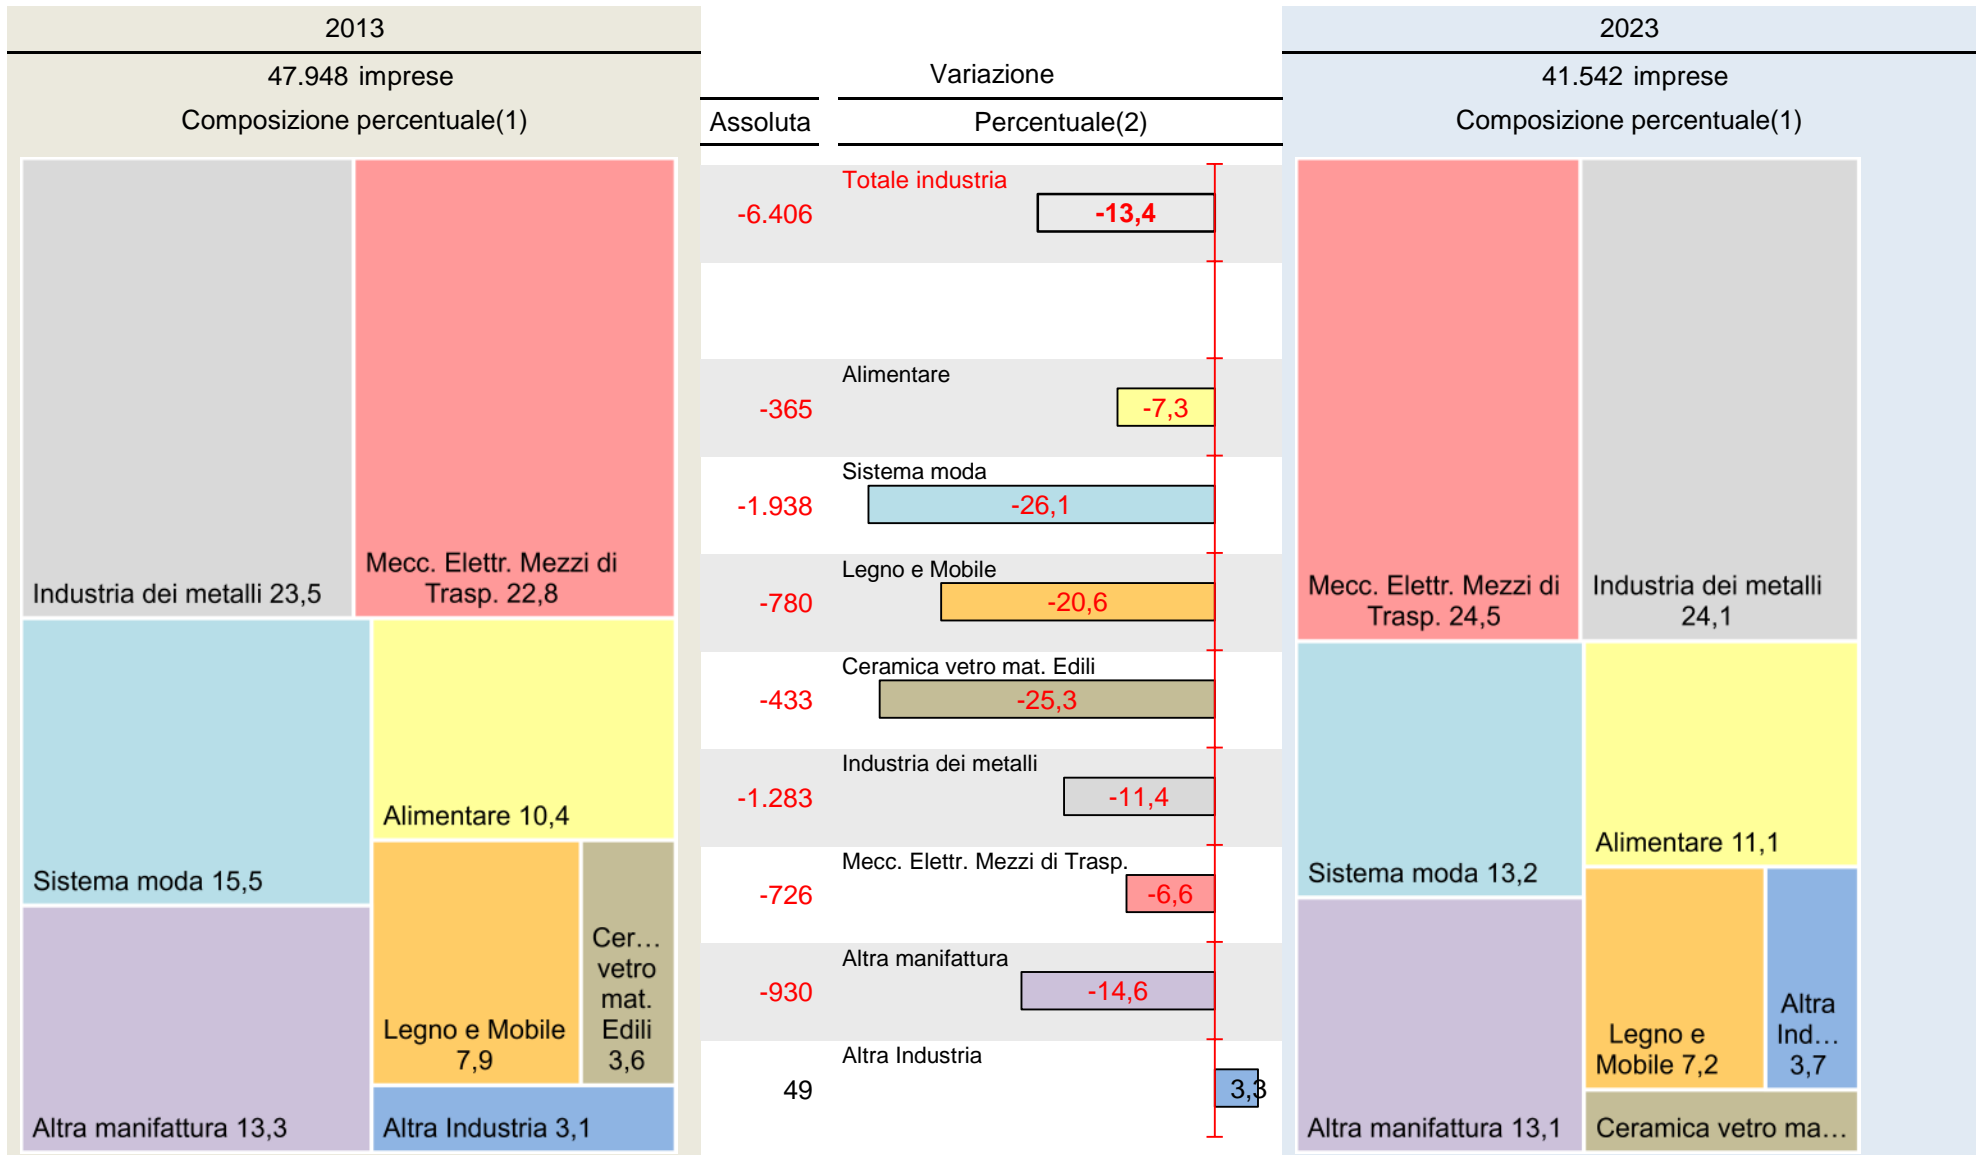 2013
47.948 imprese
Composizione percentuale(1)
Industria dei metalli 23,5
Mecc. Elettr. Mezzi di
Trasp. 22,8
Sistema moda 15,5
Alimentare 10,4
Altra manifattura 13,3
Legno e Mobile
7,9
Cer...
vetro
mat.
Edili
3,6
Altra Industria 3,1
Variazione
Assoluta
Percentuale(2)
Totale industria
-6.406
-13,4
Alimentare
-365
-7,3
Sistema moda
-1.938
-26,1
Legno e Mobile
-780
-20,6
Ceramica vetro mat. Edili
-433
-25,3
Industria dei metalli
-1.283
-11,4
Mecc. Elettr. Mezzi di Trasp.
-726
-6,6
Altra manifattura
-930
-14,6
Altra Industria
49
3,3
2023
41.542 imprese
Composizione percentuale(1)
Mecc. Elettr. Mezzi di
Trasp. 24,5
Industria dei metalli
24,1
Sistema moda 13,2
Alimentare 11,1
Altra manifattura 13,1
Legno e
Mobile 7,2
Altra
Ind...
3,7
Ceramica vetro ma...